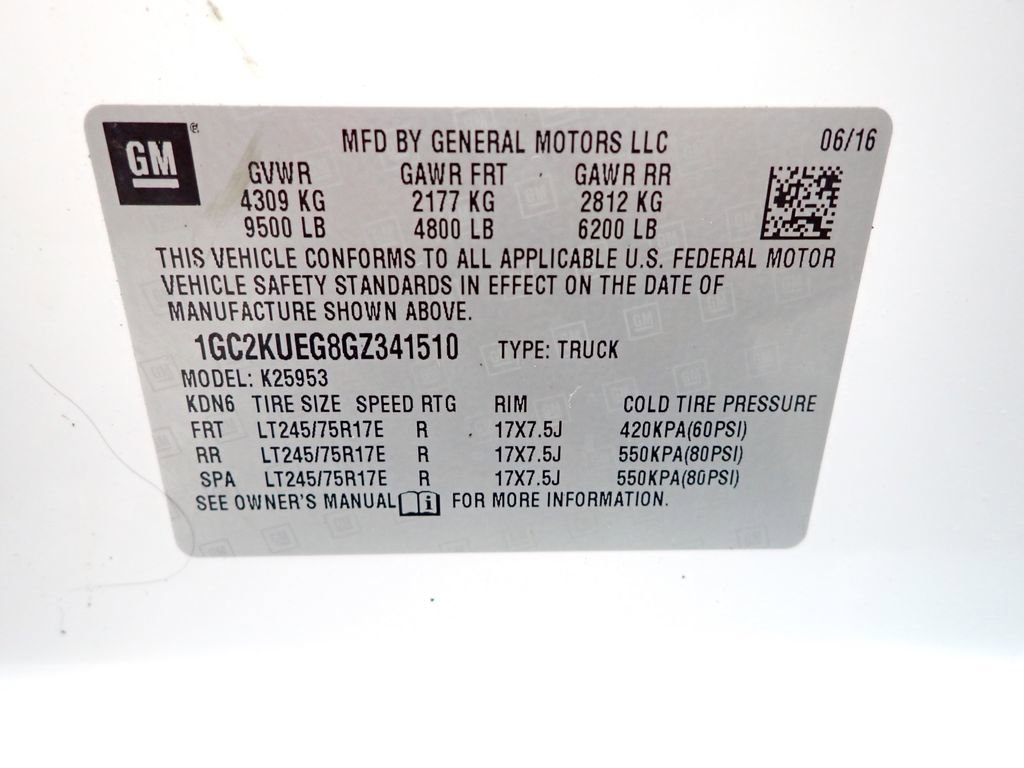 GM ®
MFD BY GENERAL MOTORS LLC 06/16
GVWR GAWR FRT GAWR RR
4309 KG 2177 KG 2812 KG
9500 LB 4800 LB 6200 LB
THIS VEHICLE CONFORMS TO ALL APPLICABLE U.S. FEDERAL MOTOR
VEHICLE SAFETY STANDARDS IN EFFECT ON THE DATE OF
MANUFACTURE SHOWN ABOVE.
1GC2KUEG8GZ341510 TYPE: TRUCK
MODEL: K25953
KDN6 TIRE SIZE SPEED RTG RIM COLD TIRE PRESSURE
FRT LT245/75R17E R 17X7.5J 420KPA(60PSI)
RR LT245/75R17E R 17X7.5J 550KPA(80PSI)
SPA LT245/75R17E R 17X7.5J 550KPA(80PSI)
SEE OWNER'S MANUAL i FOR MORE INFORMATION.